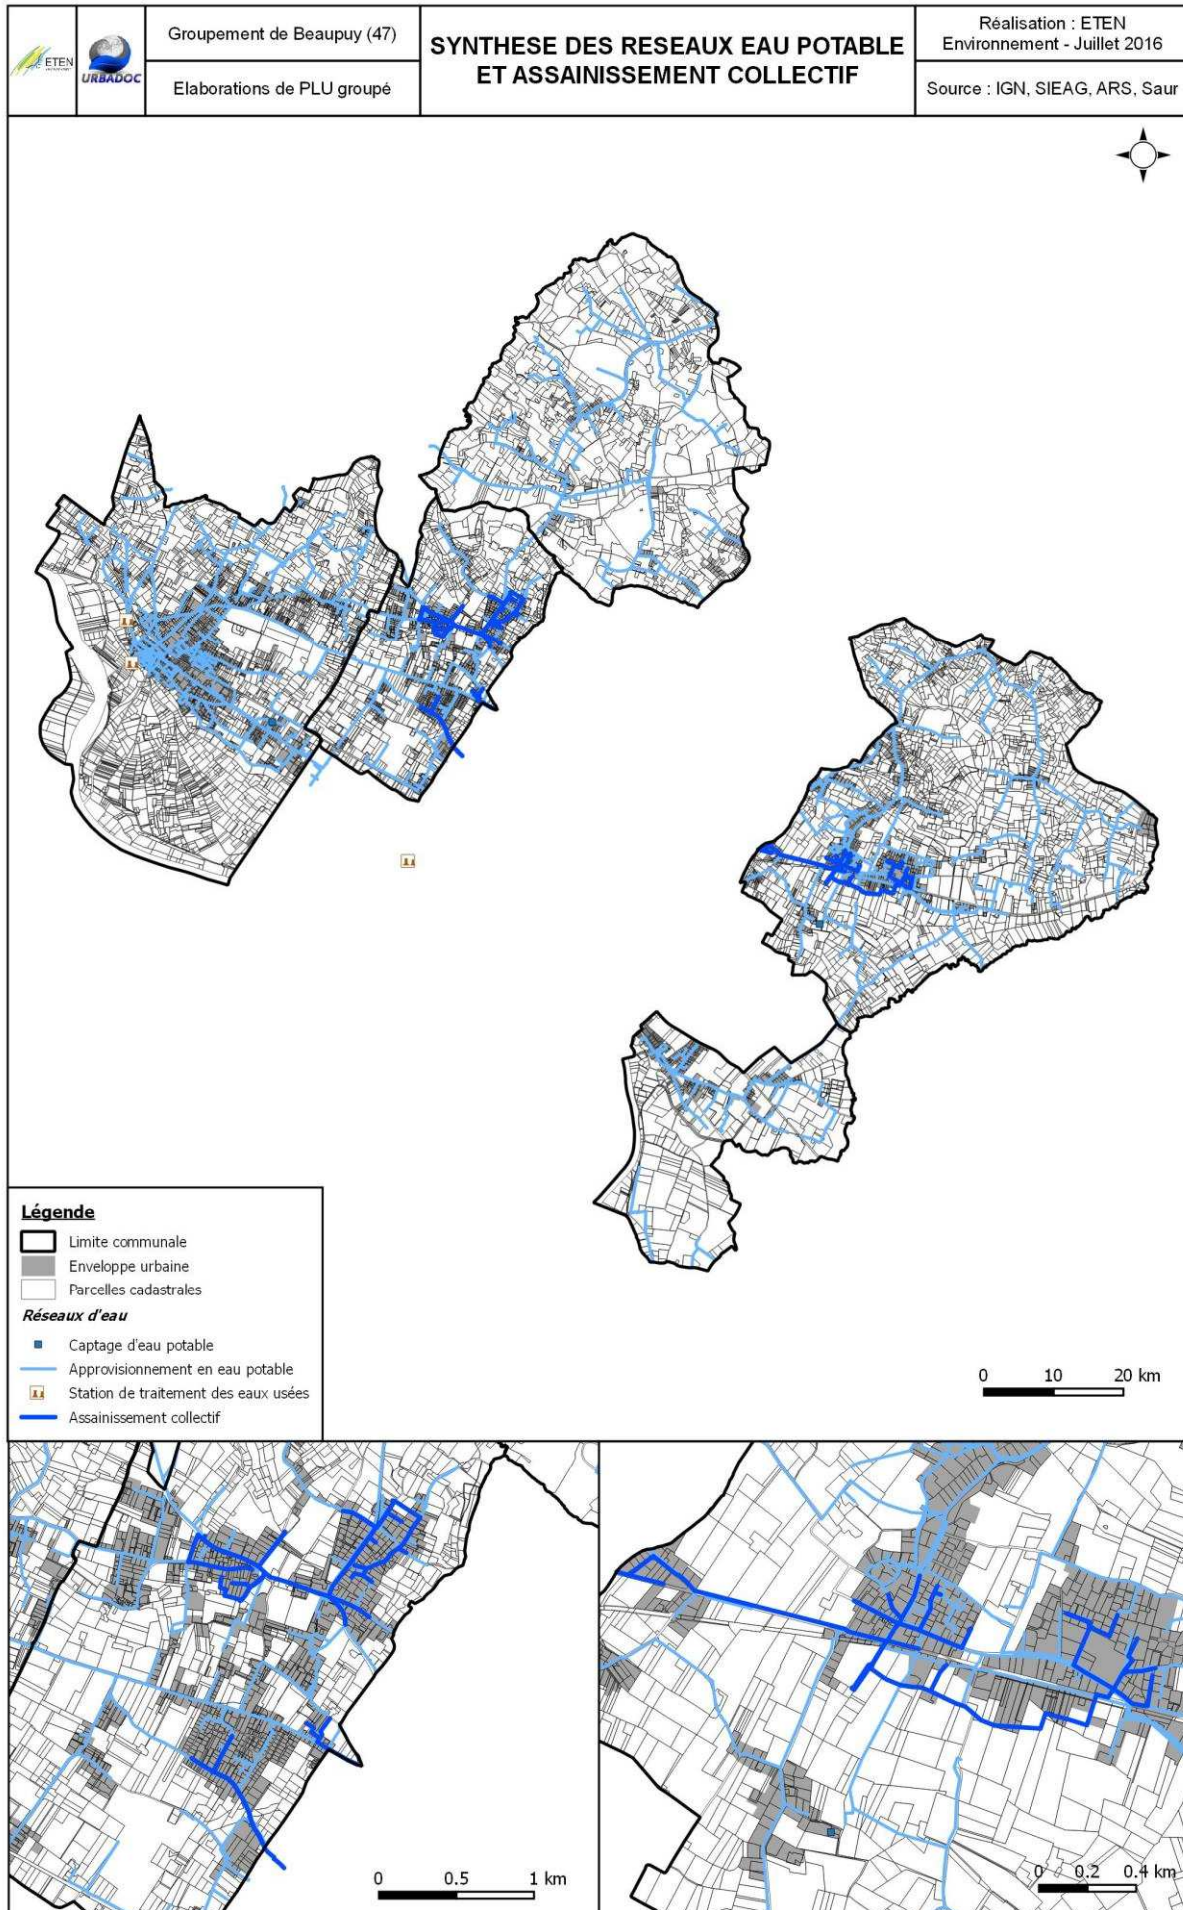 ETEN
URBADOC
Groupement de Beaupuy (47)
Elaborations de PLU groupé
SYNTHESE DES RESEAUX EAU POTABLE
ET ASSAINISSEMENT COLLECTIF
Réalisation : ETEN
Environnement - Juillet 2016
Source : IGN, SIEAG, ARS, Saur
Légende
Limite communale
Enveloppe urbaine
Parcelles cadastrales
Réseaux d'eau
Captage d'eau potable
Approvisionnement en eau potable
Station de traitement des eaux usées
Assainissement collectif
0 10 20 km
0 0.5 1 km
0 0.2 0.4 km